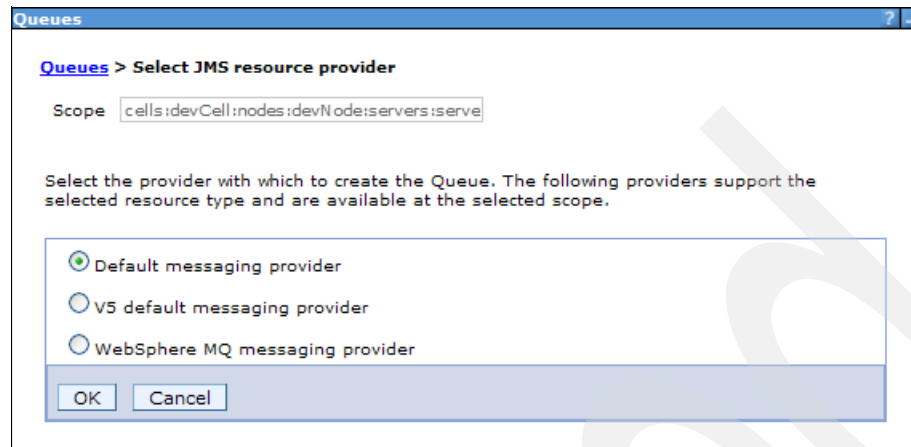 Queues ? -
Queues > Select JMS resource provider
Scope cells:devCell:nodes:devNode:servers:serve
Select the provider with which to create the Queue. The following providers support the
selected resource type and are available at the selected scope.
Default messaging provider
V5 default messaging provider
WebSphere MQ messaging provider
OK Cancel